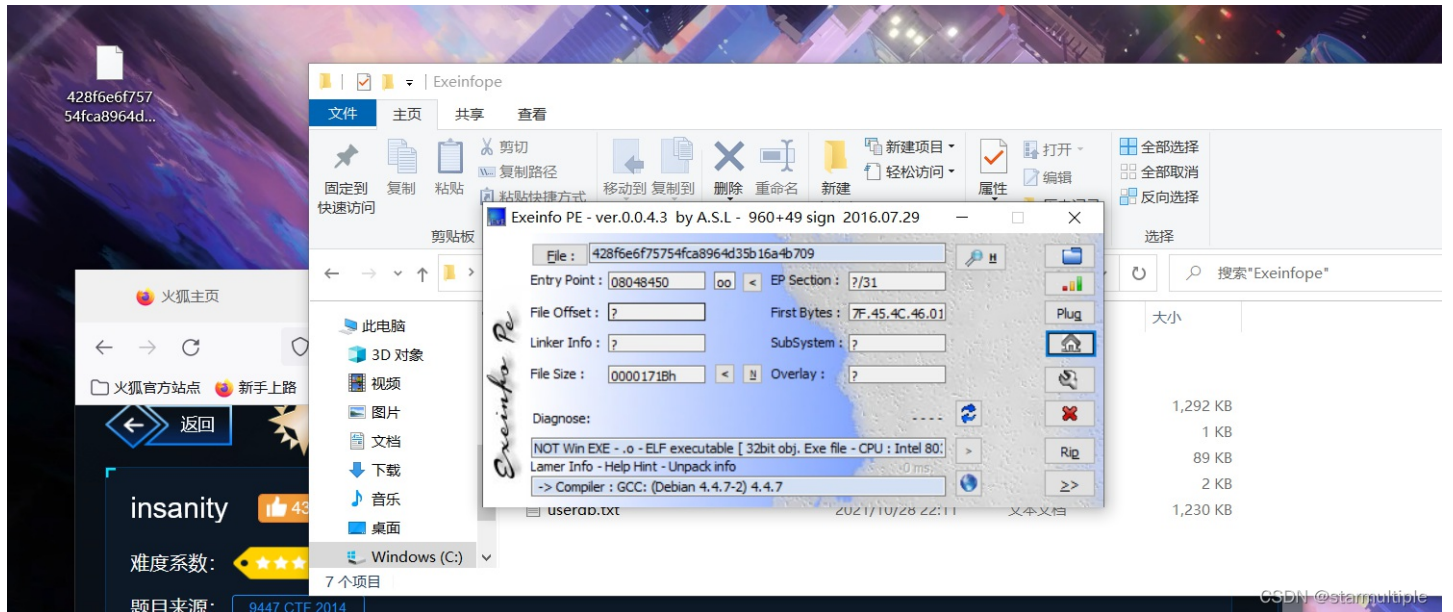 428f6e6f757
54fca8964d...
Exeinfope
文件 主页 共享 查看
固定到
快速访问
复制
粘贴
剪切
复制路径
粘贴快捷方式
剪贴板
移动到 复制到 删除 重命名
新建
新建项目
轻松访问
属性
打开
编辑
全部选择
全部取消
反向选择
选择
搜索"Exeinfope"
Exeinfo PE - ver.0.0.4.3 by A.S.L - 960+49 sign 2016.07.29
File : 428f6e6f75754fca8964d35b16a4b709 H
Entry Point : 08048450 oo < EP Section : ?/31
File Offset : ? First Bytes : 7F.45.4C.46.01 Plug
Linker Info : ? SubSystem : ?
File Size : 0000171Bh < N Overlay : ?
Diagnose: ----
NOT Win EXE - .o - ELF executable [ 32bit obj. Exe file - CPU : Intel 80 > Rip
Lamer Info - Help Hint - Unpack info 0 ms.
-> Compiler : GCC: (Debian 4.4.7-2) 4.4.7 >>
Exeinfo Pe
此电脑
3D 对象
视频
图片
文档
下载
音乐
桌面
Windows (C:)
7 个项目
大小
1,292 KB
1 KB
89 KB
2 KB
userdb.txt 2021/10/28 22:11 文本文档 1,230 KB
火狐主页
火狐官方站点 新手上路
返回
insanity 43
难度系数：
题目来源： 9447 CTF 2014
CSDN @starmultiple